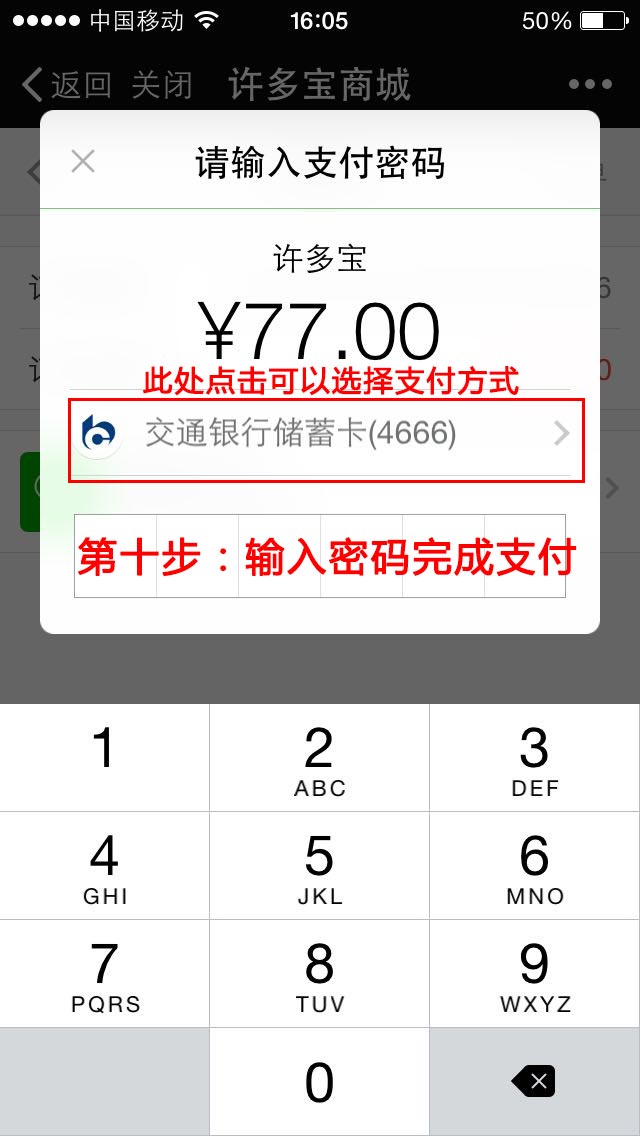 中国移动 16:05 50%
返回 关闭 许多宝商城
请输入支付密码
许多宝
¥77.00
此处点击可以选择支付方式
交通银行储蓄卡(4666)
第十步：输入密码完成支付
1 2 3
ABC DEF
4 5 6
GHI JKL MNO
7 8 9
PQRS TUV WXYZ
0